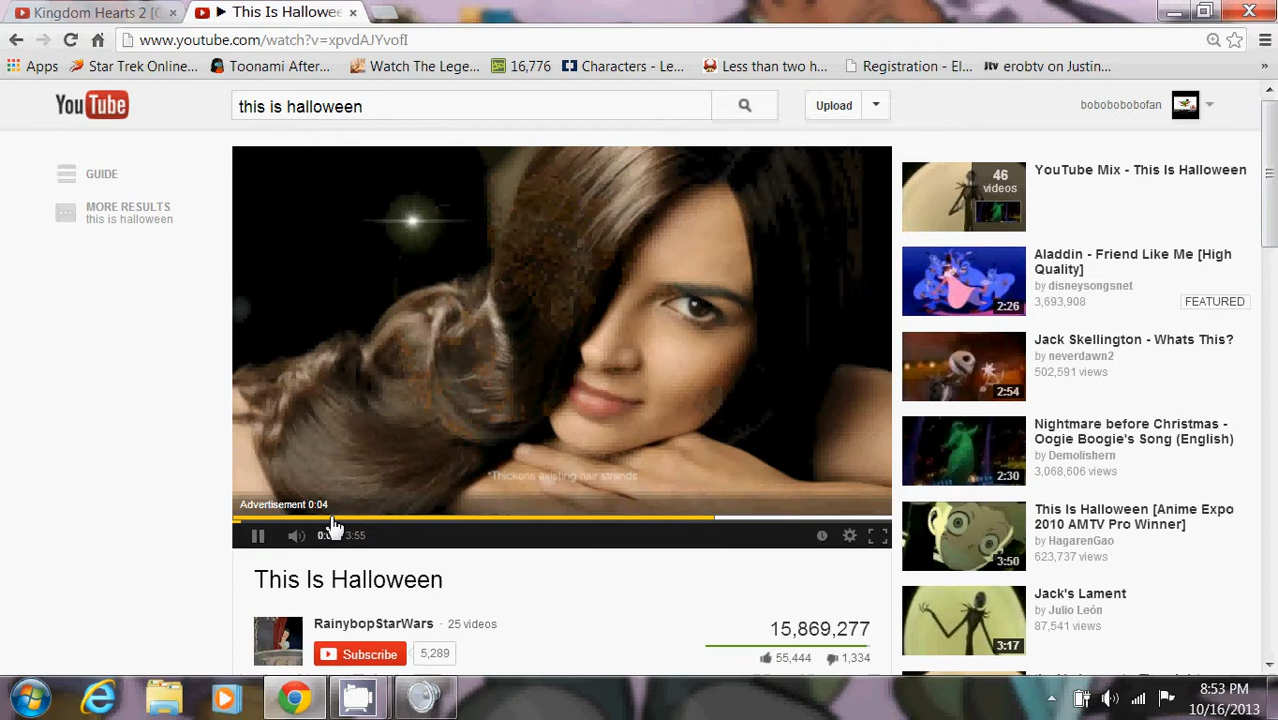 Kingdom Hearts 2 [
This Is Hallowee
www.youtube.com/watch?v=xpvdAJYvofI
Apps
Star Trek Online...
Toonami After...
Watch The Lege...
16,776
Characters - Le...
Less than two h...
Registration - El...
jtv erobtv on Justin...
»
YouTube
this is halloween
Upload
bobobobobofan
GUIDE
MORE RESULTS
this is halloween
*Thickens existing hair strands
Advertisement 0:04
3:55
This Is Halloween
RainybopStarWars · 25 videos
Subscribe
5,289
15,869,277
55,444
1,334
46
videos
YouTube Mix - This Is Halloween
Aladdin - Friend Like Me [High
Quality]
by disneysongsnet
3,693,908
FEATURED
2:26
Jack Skellington - Whats This?
by neverdawn2
502,591 views
2:54
Nightmare before Christmas -
Oogie Boogie's Song (English)
by Demolishern
3,068,606 views
2:30
This Is Halloween [Anime Expo
2010 AMTV Pro Winner]
by HagarenGao
623,737 views
3:50
Jack's Lament
by Julio León
87,541 views
3:17
8:53 PM
10/16/2013